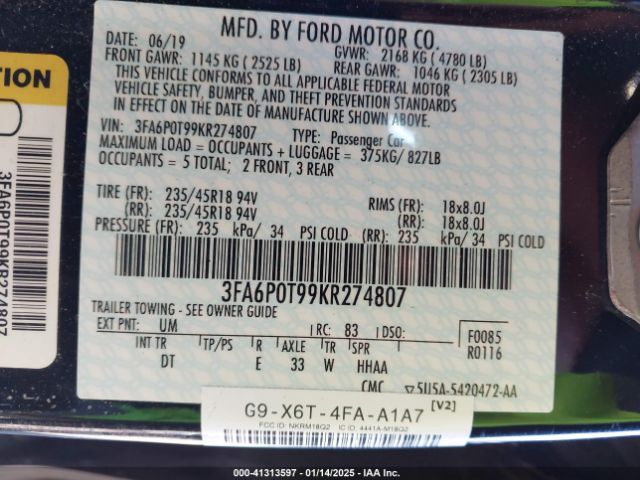 MFD. BY FORD MOTOR CO.
DATE: 06/19 GVWR: 2168 KG ( 4780 LB)
FRONT GAWR: 1145 KG ( 2525 LB) REAR GAWR: 1046 KG ( 2305 LB)
THIS VEHICLE CONFORMS TO ALL APPLICABLE FEDERAL MOTOR
VEHICLE SAFETY, BUMPER, AND THEFT PREVENTION STANDARDS
IN EFFECT ON THE DATE OF MANUFACTURE SHOWN ABOVE.
VIN: 3FA6P0T99KR274807 TYPE: Passenger Car
MAXIMUM LOAD = OCCUPANTS + LUGGAGE = 375KG/ 827LB
OCCUPANTS = 5 TOTAL; 2 FRONT, 3 REAR
TIRE (FR): 235/45R18 94V RIMS (FR): 18x8.0J
(RR): 235/45R18 94V (RR): 18x8.0J
PRESSURE (FR): 235 kPa/ 34 PSI COLD (RR): 235 kPa/ 34 PSI COLD
3FA6P0T99KR274807
TRAILER TOWING - SEE OWNER GUIDE
EXT PNT: UM RC: 83 DSO: F0085
INT TR TP/PS R AXLE TR SPR R0116
DT E 33 W HHAA
CMC 5U5A-5420472-AA
G9-X6T-4FA-A1A7 [V2]
FCC ID: NKRM18G2 IC ID: 4441A-M18G2
TION
3FA6P0T99KR274807
000-41313597 - 01/14/2025 - IAA Inc.